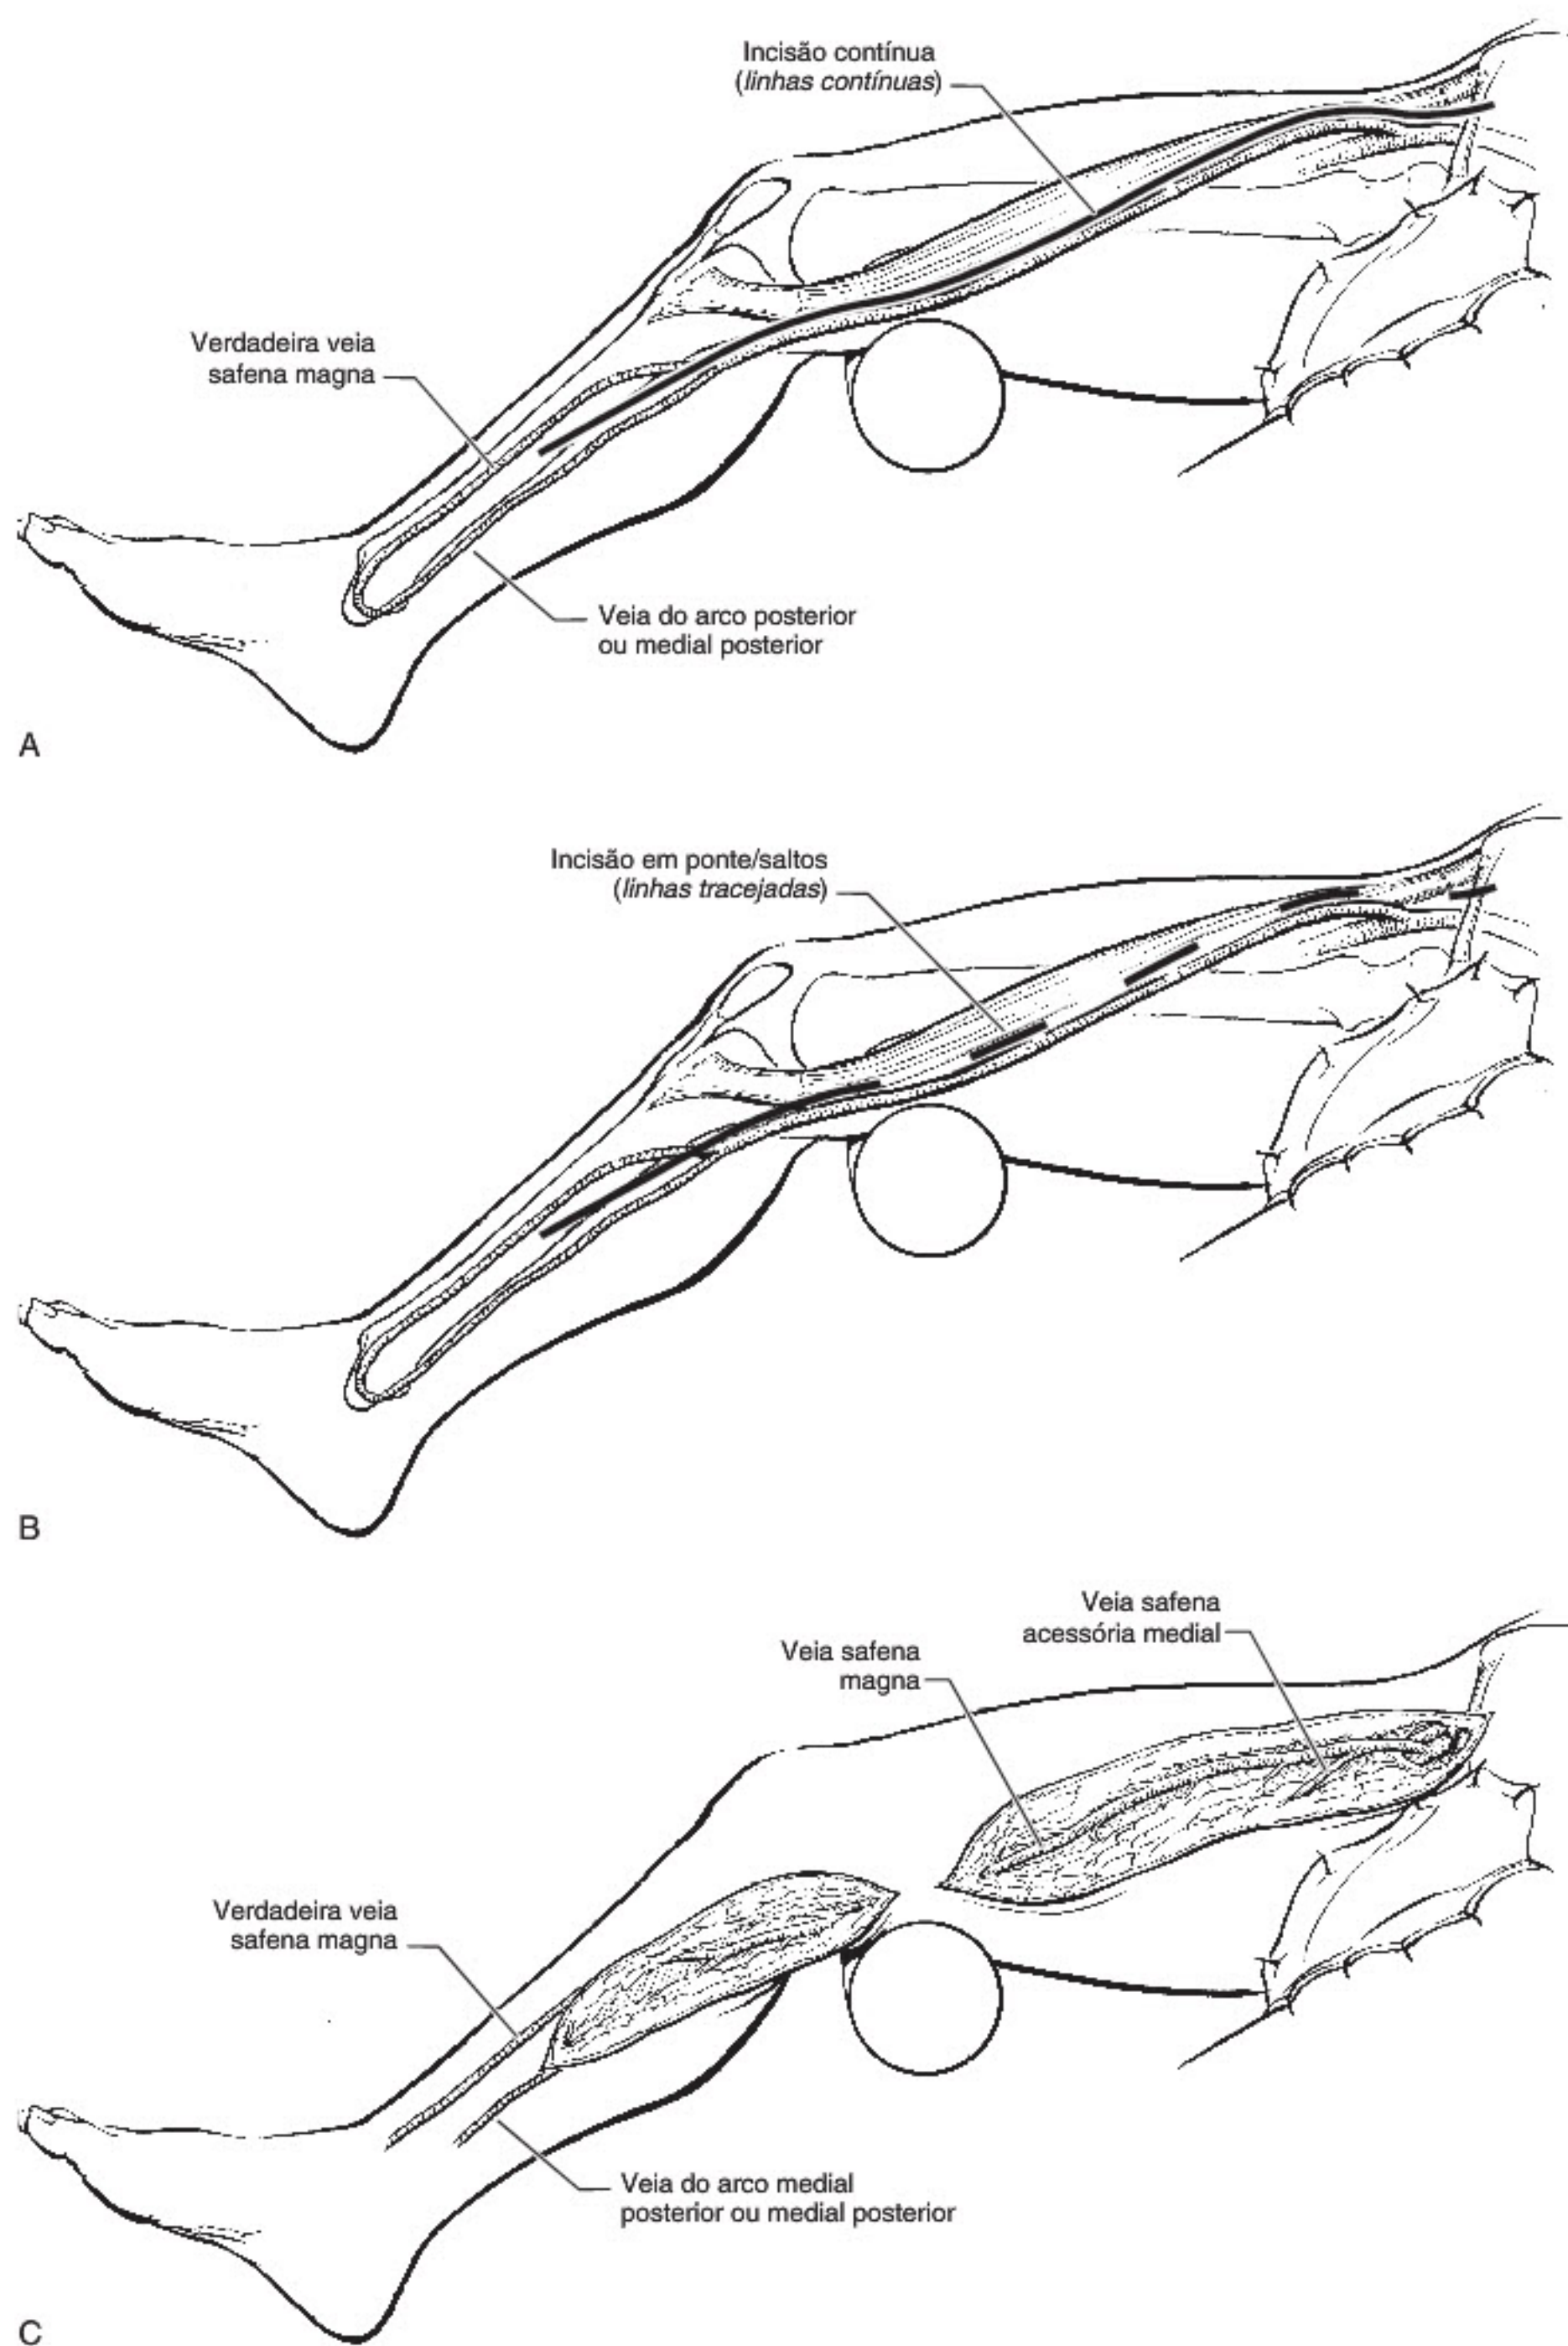 Incisão contínua
(linhas contínuas)
Verdadeira veia
safena magna
Veia do arco posterior
ou medial posterior
A
Incisão em ponte/saltos
(linhas tracejadas)
B
Veia safena
acessória medial
Veia safena
magna
Verdadeira veia
safena magna
Veia do arco medial
posterior ou medial posterior
C